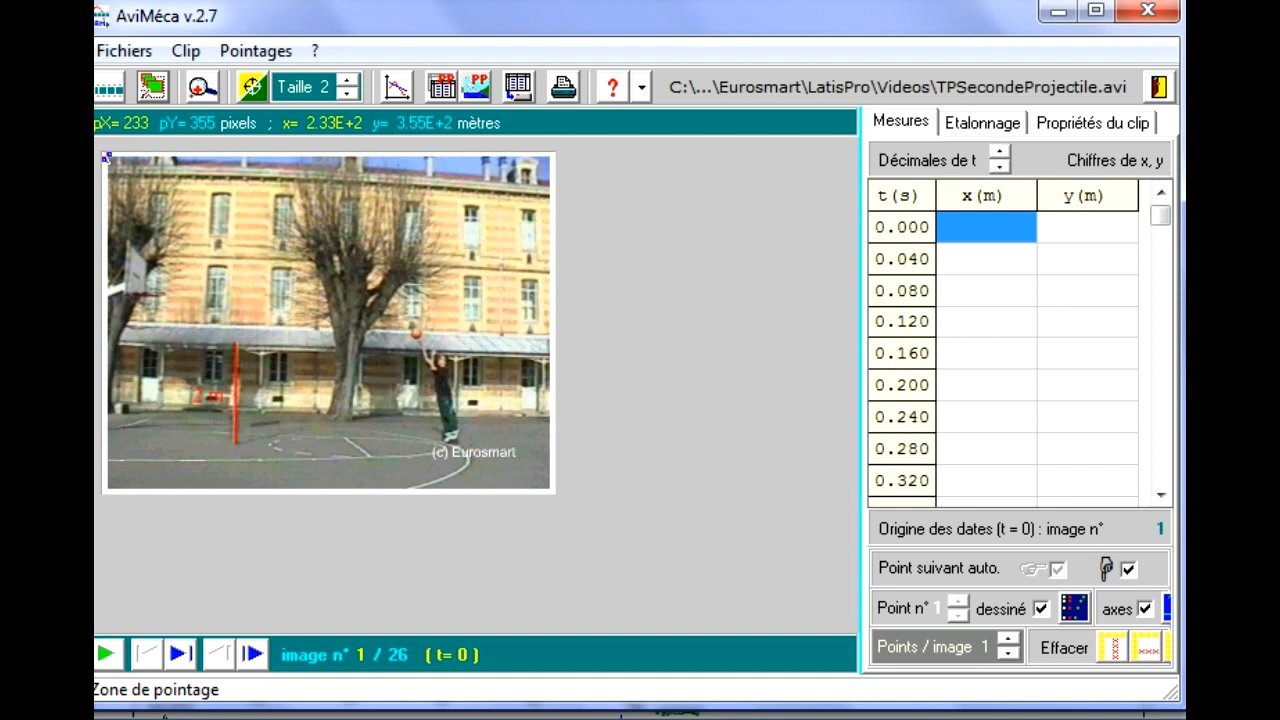 AviMéca v.2.7
Fichiers Clip Pointages ?
Taille 2 PP PP ? C:\...\Eurosmart\LatisPro\Videos\TPSecondeProjectile.avi
pX= 233 pY= 355 pixels ; x= 2.33E+2 y= 3.55E+2 mètres
Mesures Etalonnage Propriétés du clip
Décimales de t Chiffres de x, y
t(s) x(m) y(m)
0.000
0.040
0.080
0.120
0.160
0.200
0.240
0.280
0.320
2 m
(c) Eurosmart
Origine des dates (t = 0) : image n° 1
Point suivant auto.
Point n° 1 dessiné axes
Points / image 1 Effacer
image n° 1 / 26 ( t= 0 )
Zone de pointage